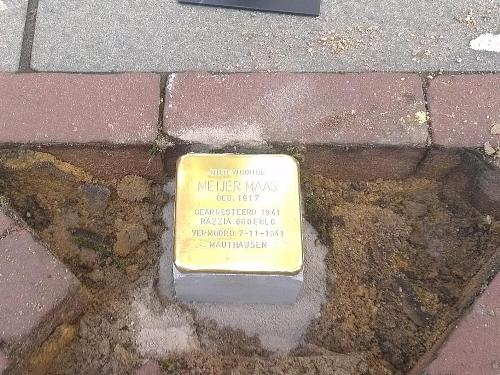 HIER WOONDE
MEIJER MAAS
GEB. 1917
GEARRESTEERD 1941
RAZZIA GROENLO
VERMOORD 7-11-1941
MAUTHAUSEN